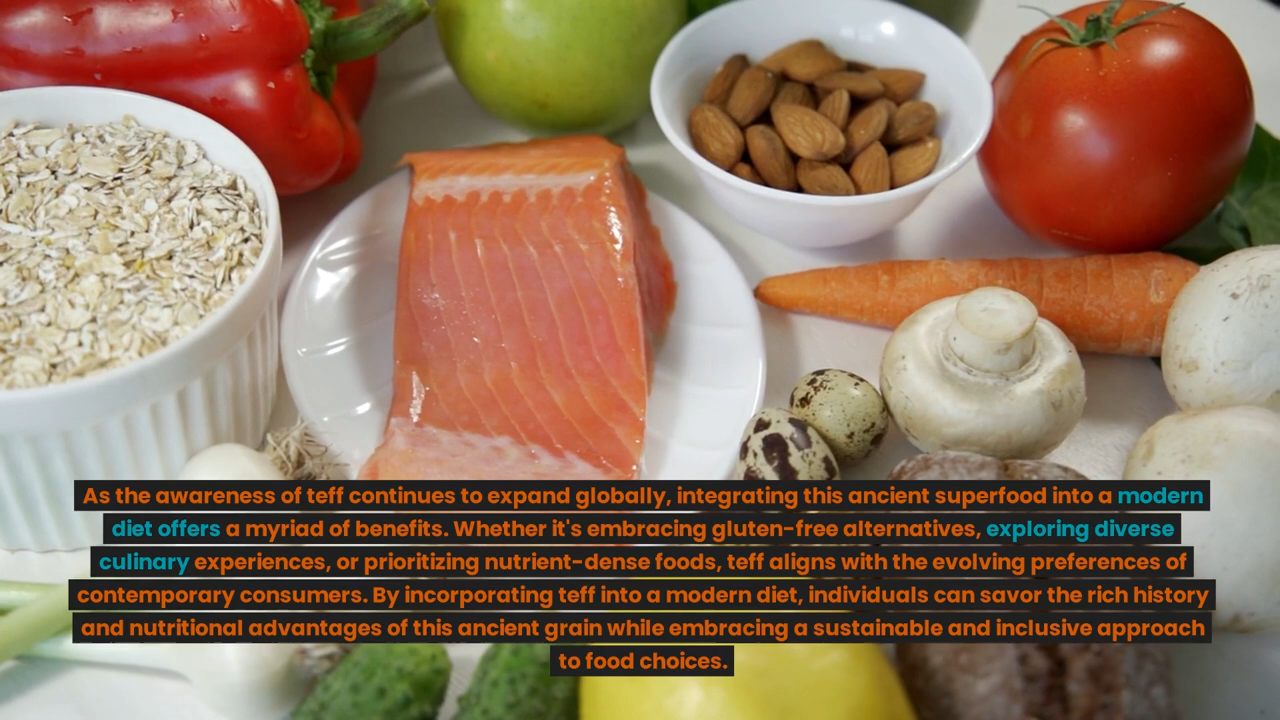 As the awareness of teff continues to expand globally, integrating this ancient superfood into a modern
diet offers a myriad of benefits. Whether it's embracing gluten-free alternatives, exploring diverse
culinary experiences, or prioritizing nutrient-dense foods, teff aligns with the evolving preferences of
contemporary consumers. By incorporating teff into a modern diet, individuals can savor the rich history
and nutritional advantages of this ancient grain while embracing a sustainable and inclusive approach
to food choices.